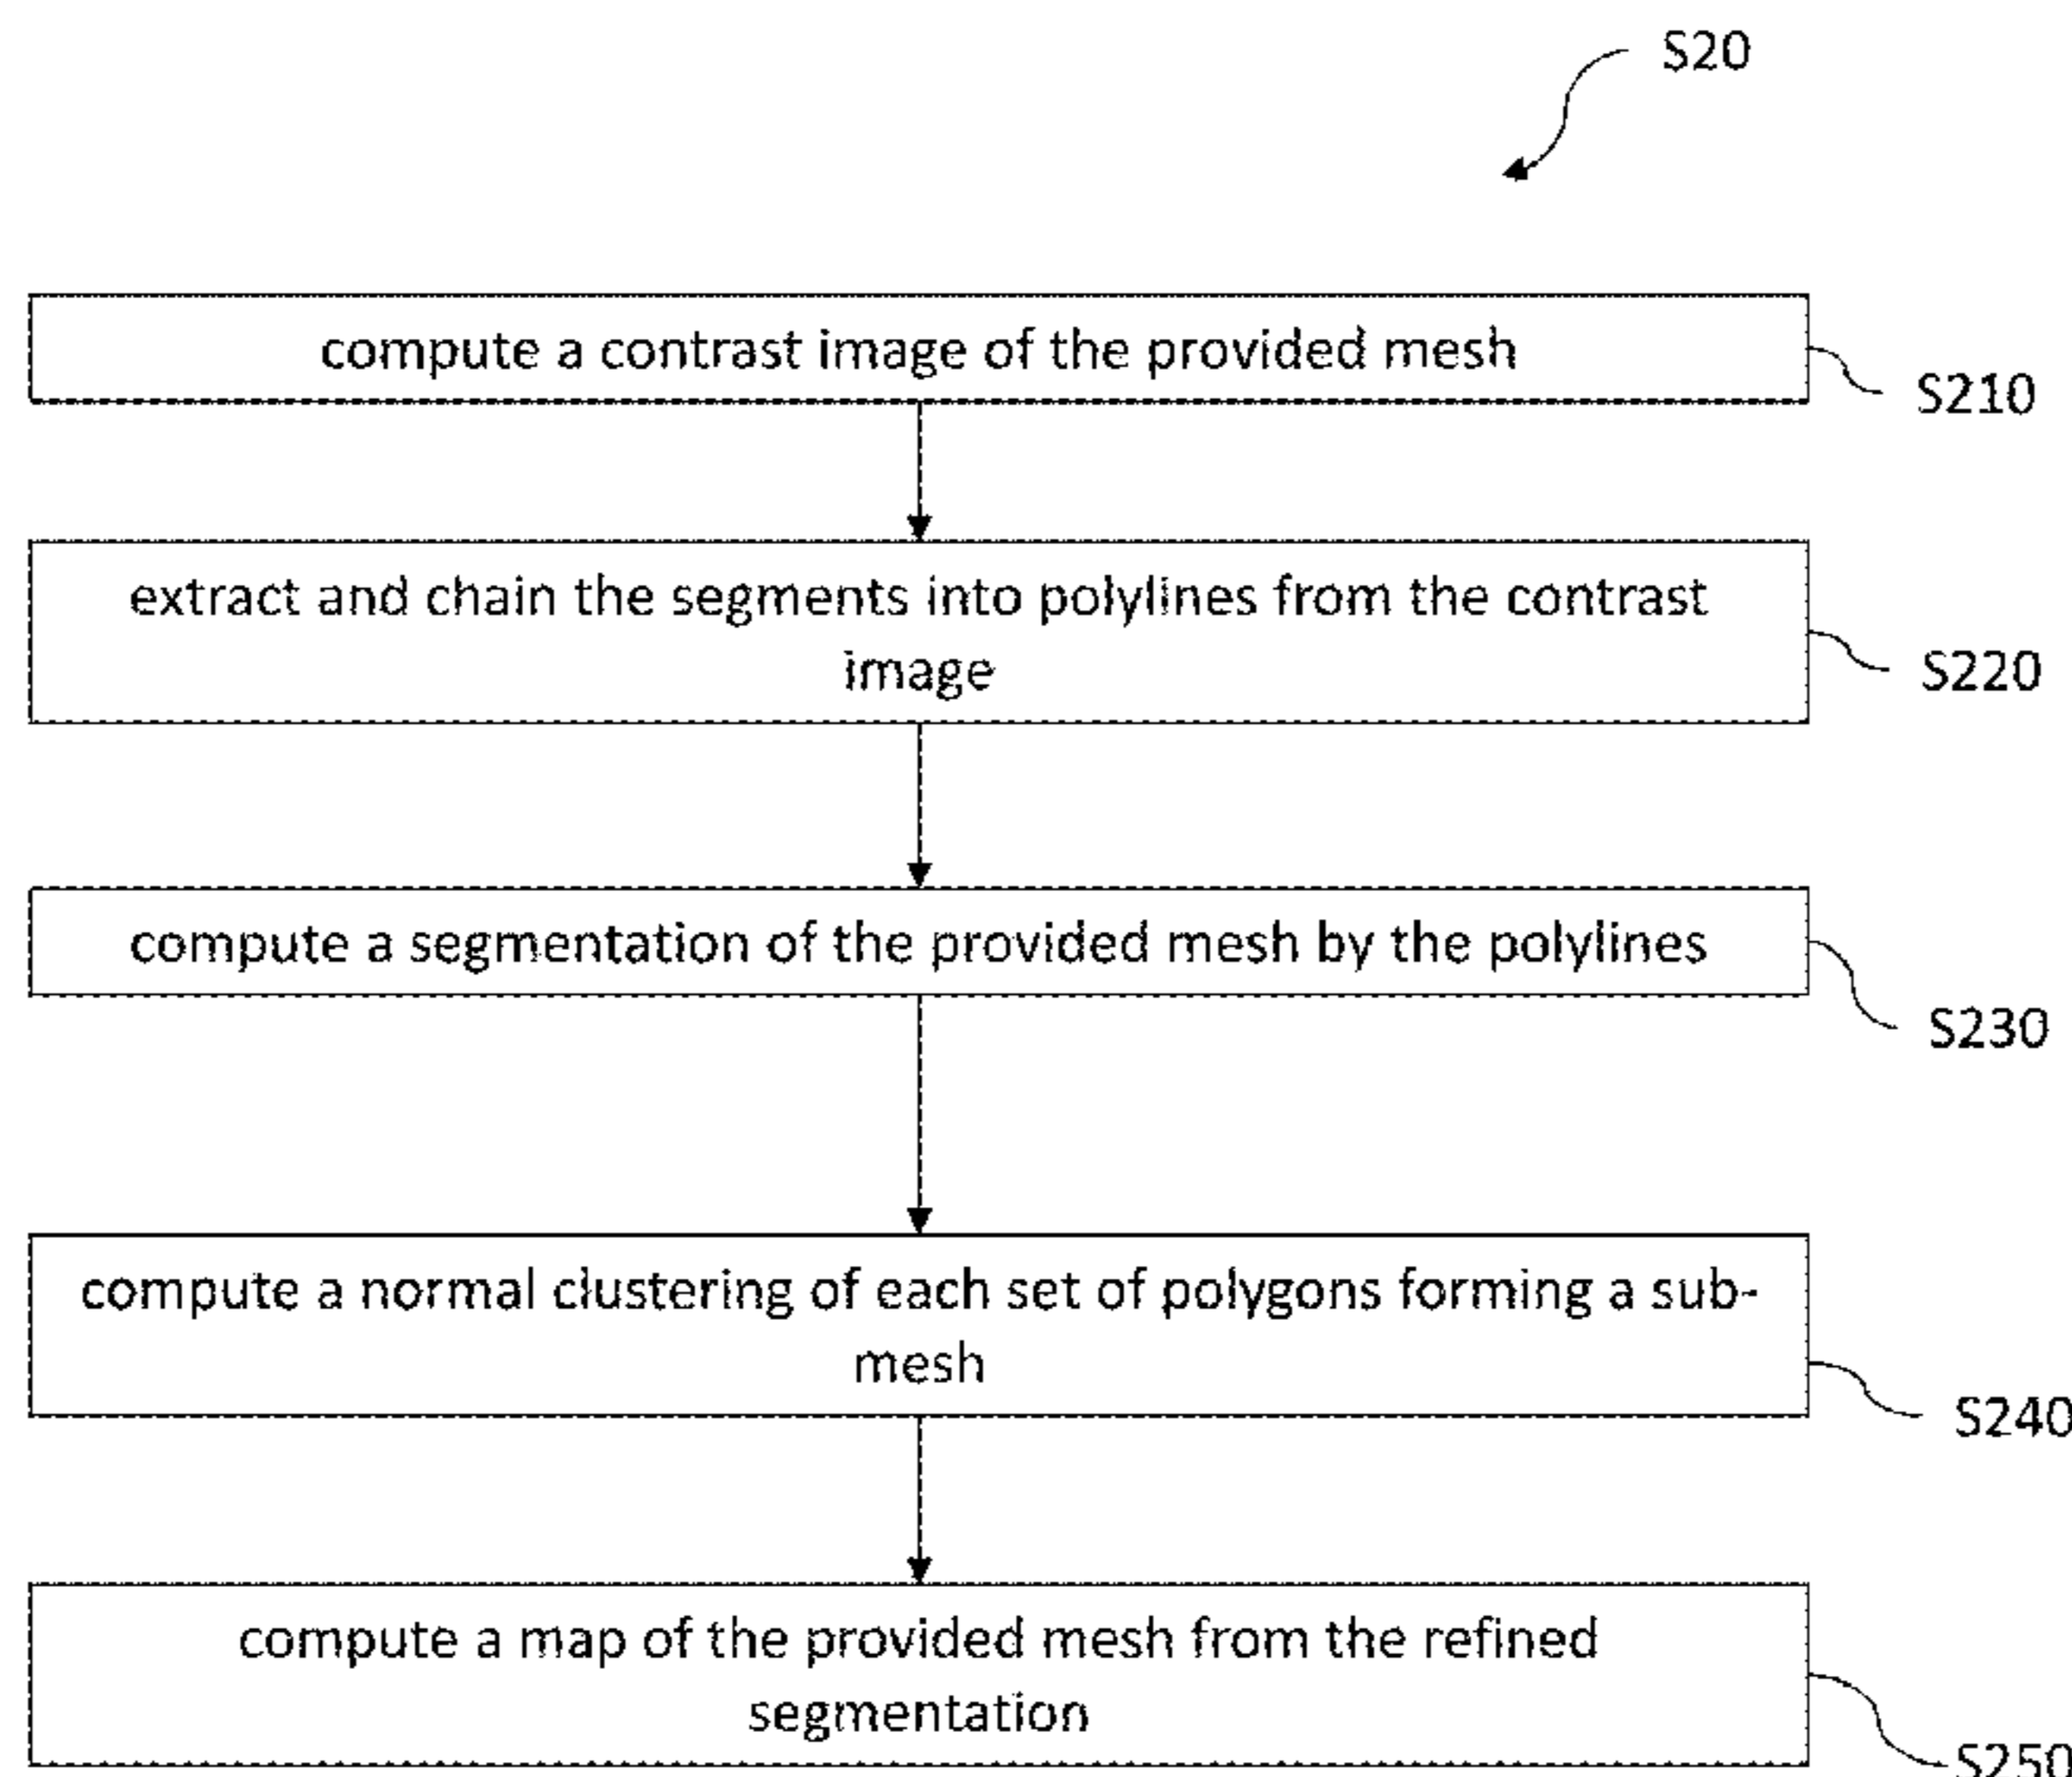 S20
compute a contrast image of the provided mesh
S210
extract and chain the segments into polylines from the contrast
image
S220
compute a segmentation of the provided mesh by the polylines
S230
compute a normal clustering of each set of polygons forming a sub-
mesh
S240
compute a map of the provided mesh from the refined
segmentation
S250